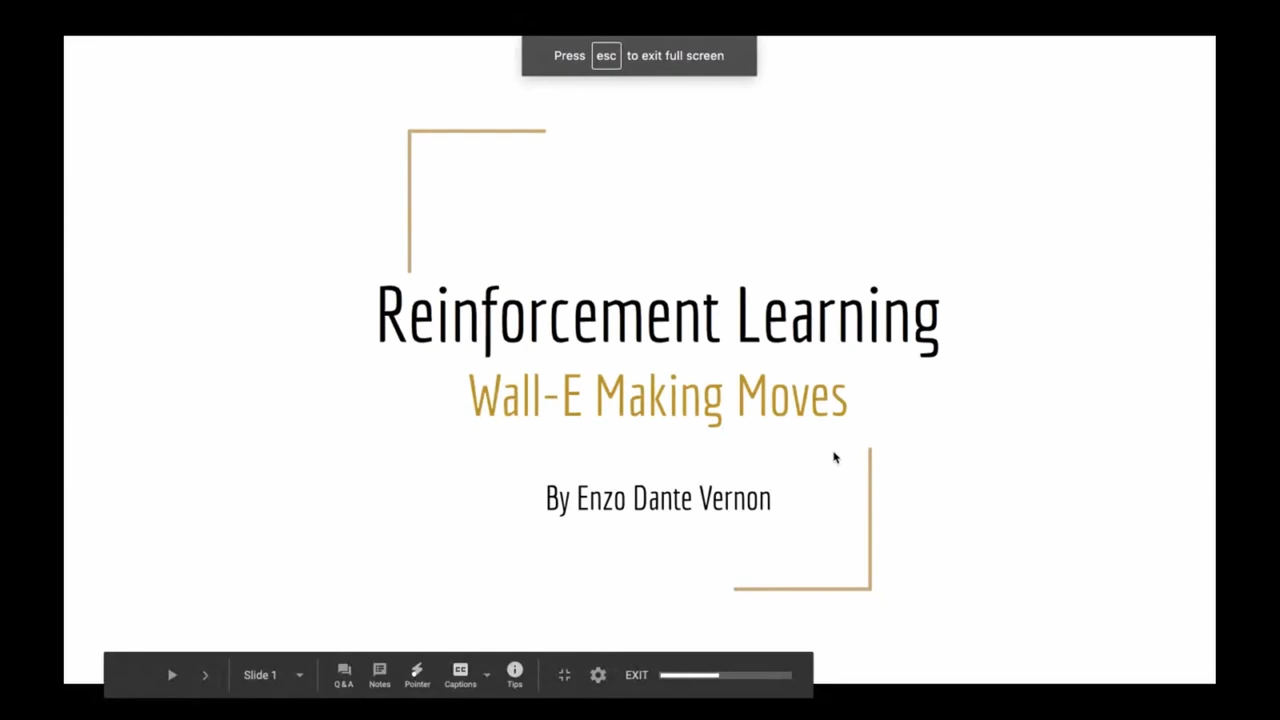 Press esc to exit full screen
Reinforcement Learning
Wall-E Making Moves
By Enzo Dante Vernon
Slide 1
Q&A
Notes
Pointer
CC
Captions
Tips
EXIT